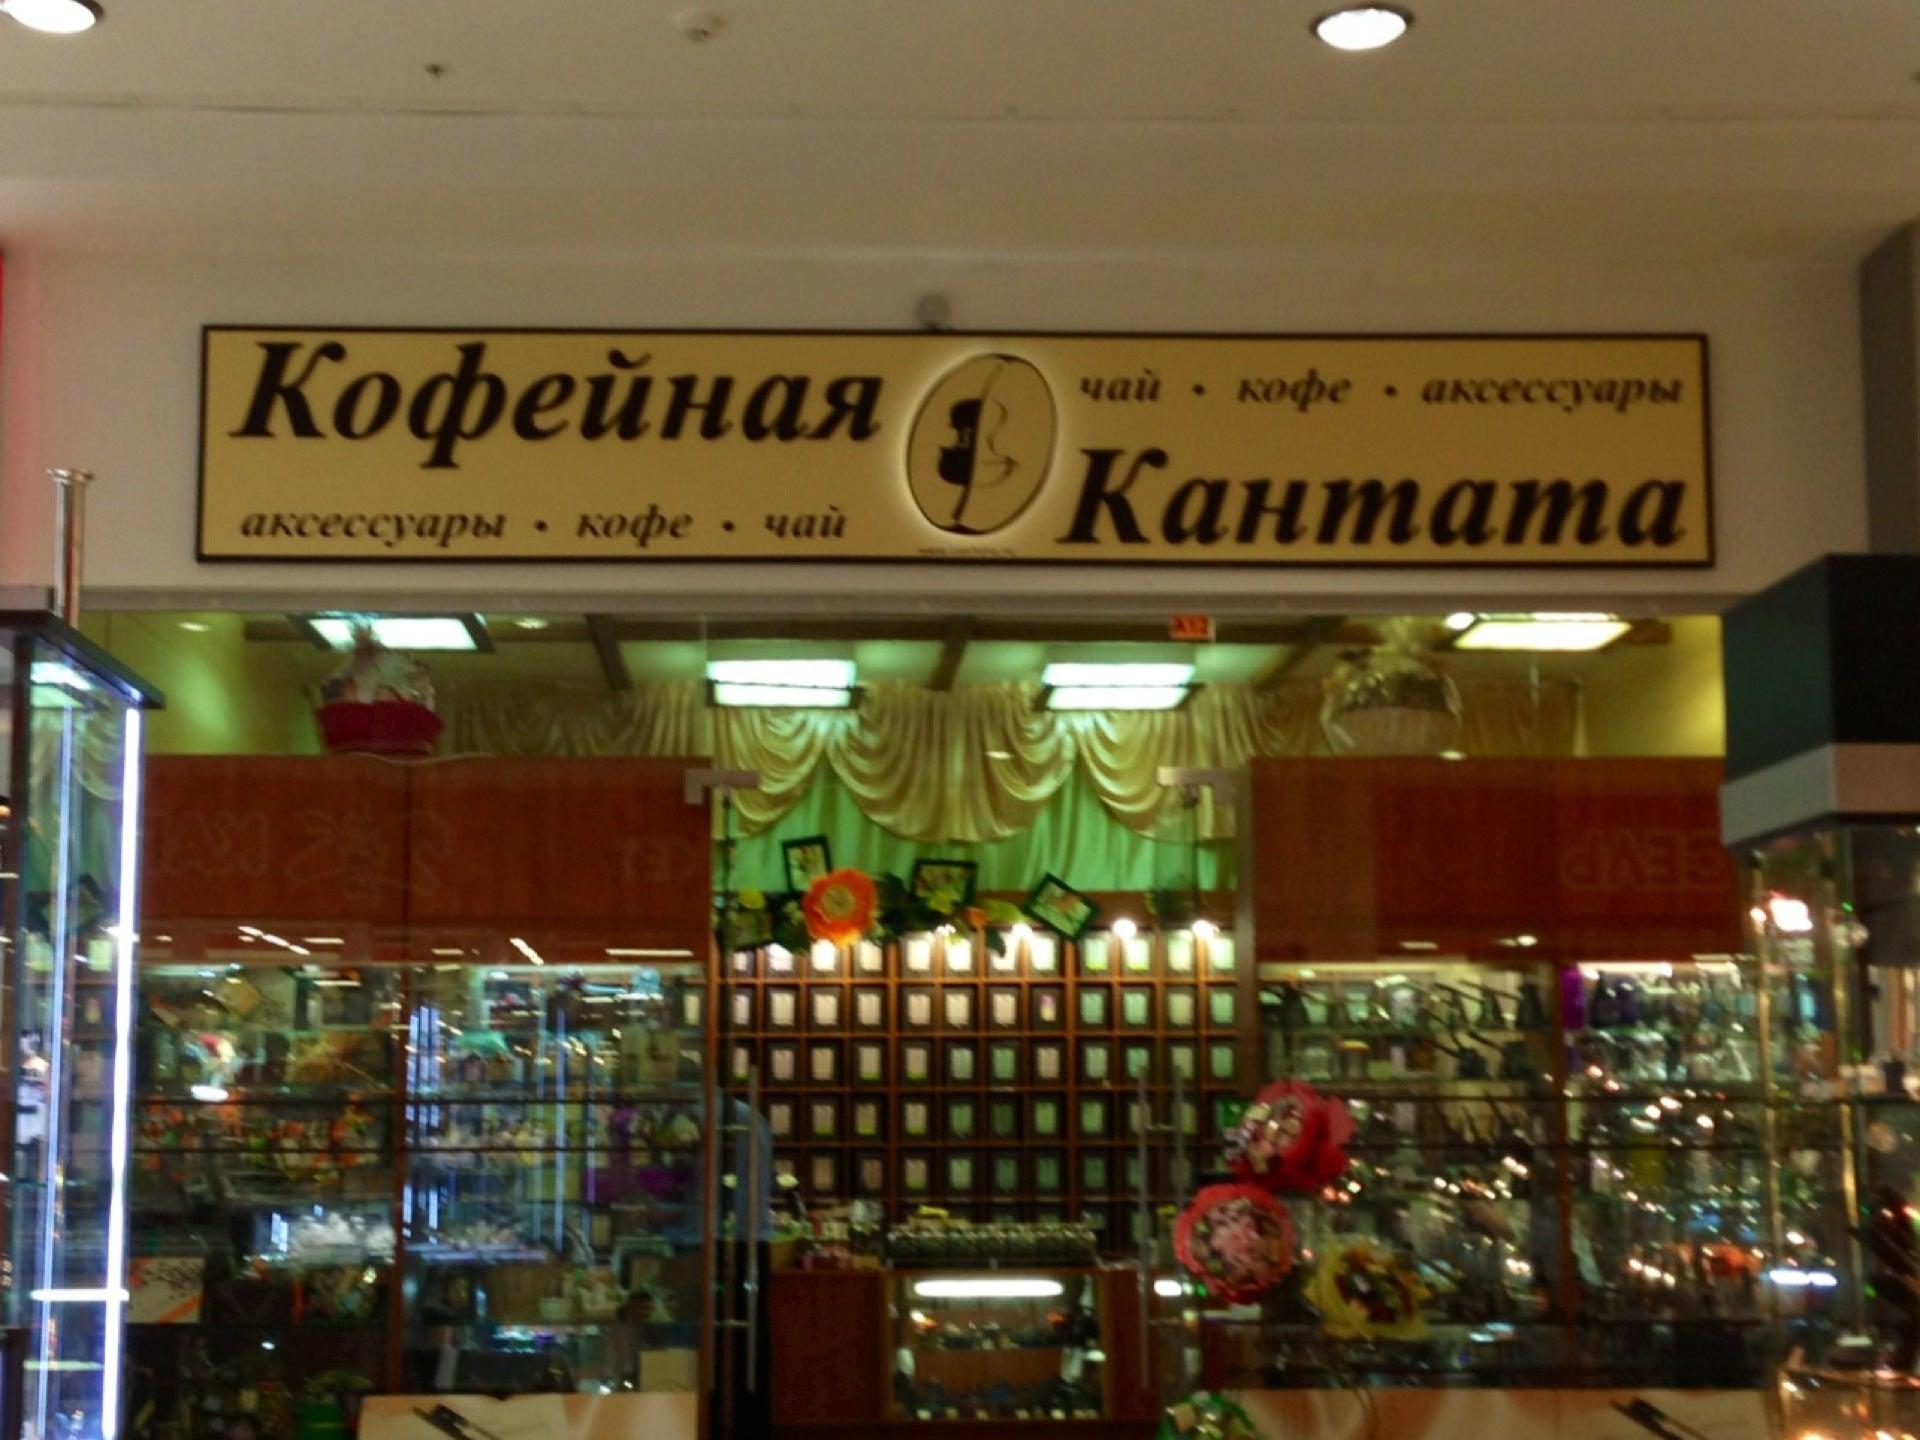 Кофейная
аксессуары • кофе • чай
чай • кофе • аксессуары
Кантата